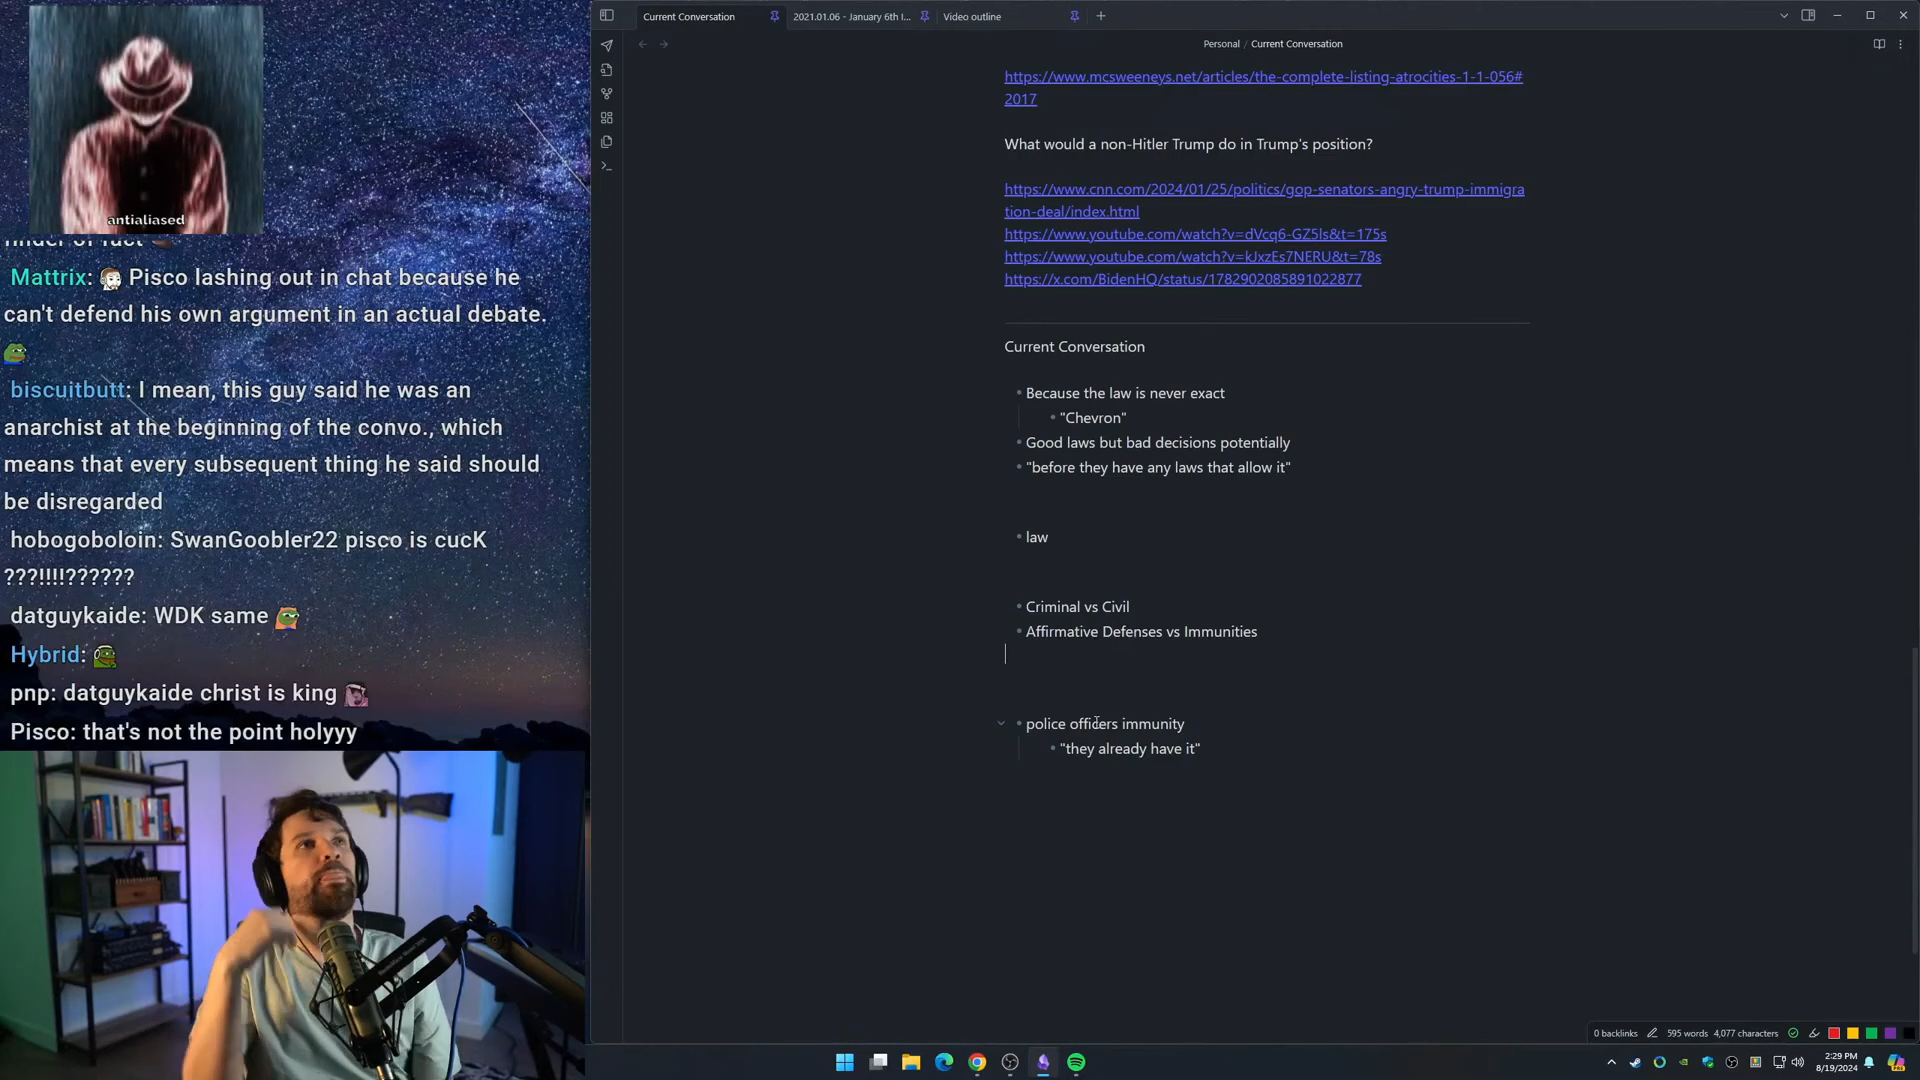 antialiased
Mattrix: Pisco lashing out in chat because he
can't defend his own argument in an actual debate.
biscuitbutt: I mean, this guy said he was an
anarchist at the beginning of the convo., which
means that every subsequent thing he said should
be disregarded
hobogoboloin: SwanGoobler22 pisco is cucK
???!!!!??????
datguykaide: WDK same
Hybrid:
pnp: datguykaide christ is king
Pisco: that's not the point holyyy
Current Conversation
2021.01.06 - January 6th I...
Video outline
Personal / Current Conversation
https://www.mcsweeneys.net/articles/the-complete-listing-atrocities-1-1-056#
2017
What would a non-Hitler Trump do in Trump's position?
https://www.cnn.com/2024/01/25/politics/gop-senators-angry-trump-immigra
tion-deal/index.html
https://www.youtube.com/watch?v=dVcq6-GZ5ls&t=175s
https://www.youtube.com/watch?v=kJxzEs7NERU&t=78s
https://x.com/BidenHQ/status/1782902085891022877
Current Conversation
Because the law is never exact
"Chevron"
Good laws but bad decisions potentially
"before they have any laws that allow it"
law
Criminal vs Civil
Affirmative Defenses vs Immunities
police officers immunity
"they already have it"
0 backlinks 595 words 4,077 characters
2:29 PM
8/19/2024